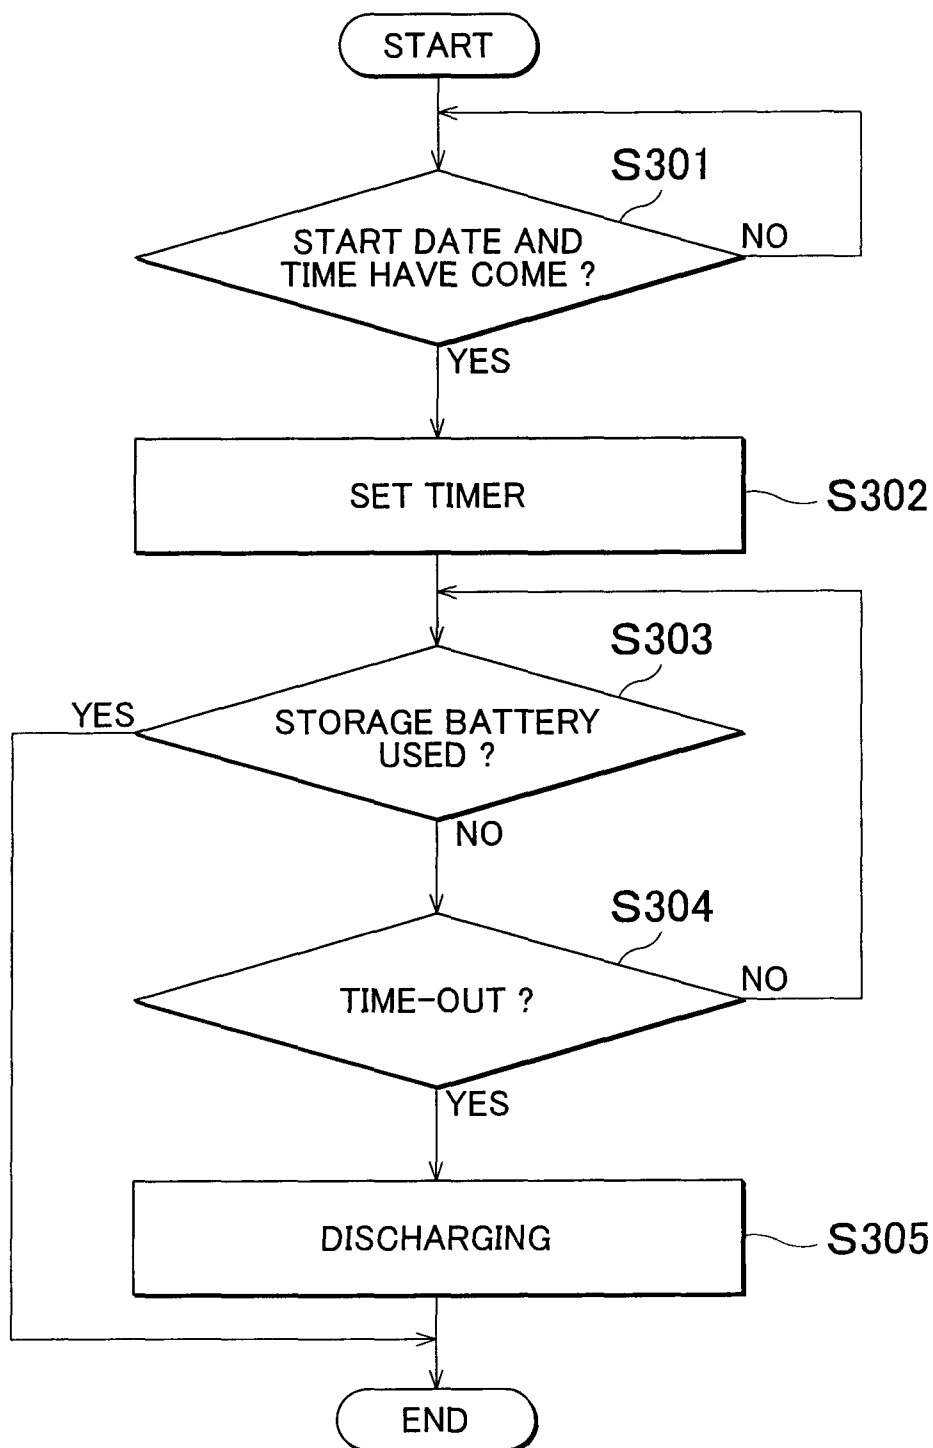 START
S301
START DATE AND
TIME HAVE COME ?
NO
YES
SET TIMER
S302
S303
YES
STORAGE BATTERY
USED ?
NO
S304
TIME-OUT ?
NO
YES
DISCHARGING
S305
END